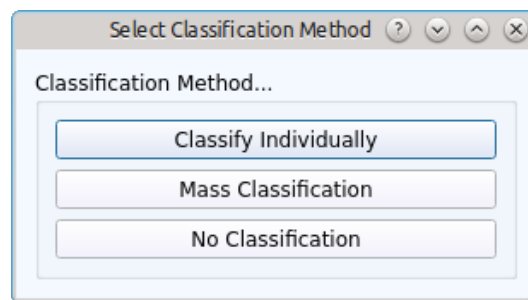 Select Classification Method
Classification Method...
Classify Individually
Mass Classification
No Classification